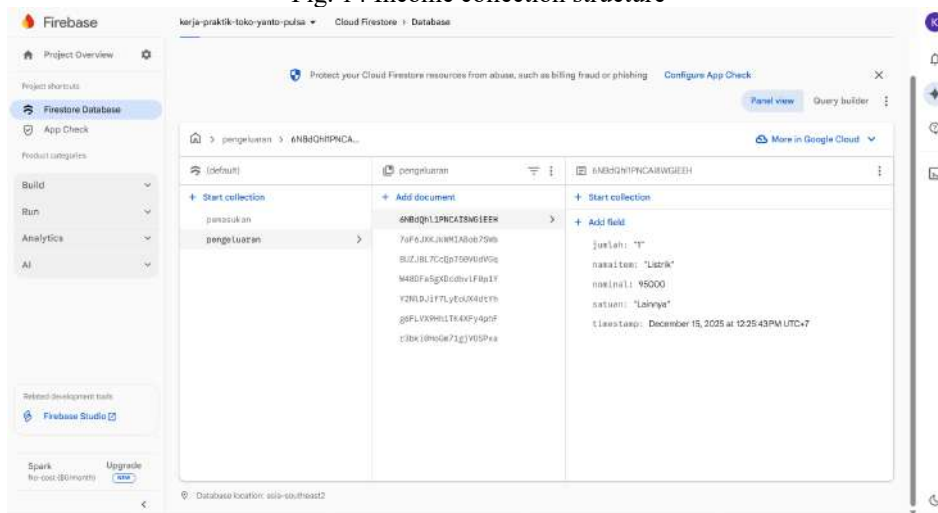 Fig. 14 Income collection structure
Firebase
kerja-praktik-toko-yanto-pulsa
Cloud Firestore > Database
K
Project Overview
Protect your Cloud Firestore resources from abuse, such as billing fraud or phishing
Configure App Check
Project shortcuts
Panel view
Query builder
Firestore Database
App Check
pengeluaran
More in Google Cloud
Product categories
(default)
pengeluaran
Build
+ Start collection
+ Add document
+ Start collection
Run
pemasukan
+ Add field
Analytics
pengeluaran
jumlah: "1"
AI
namaitem: "Listrik"
nominal: 95000
satuan: "Lainnya"
timestamp: December 15, 2025 at 12:25:43 PM UTC+7
Related development tools
Firebase Studio
Spark
Upgrade
No-cost ($0/month)
NEW
Database location: asia-southeast2